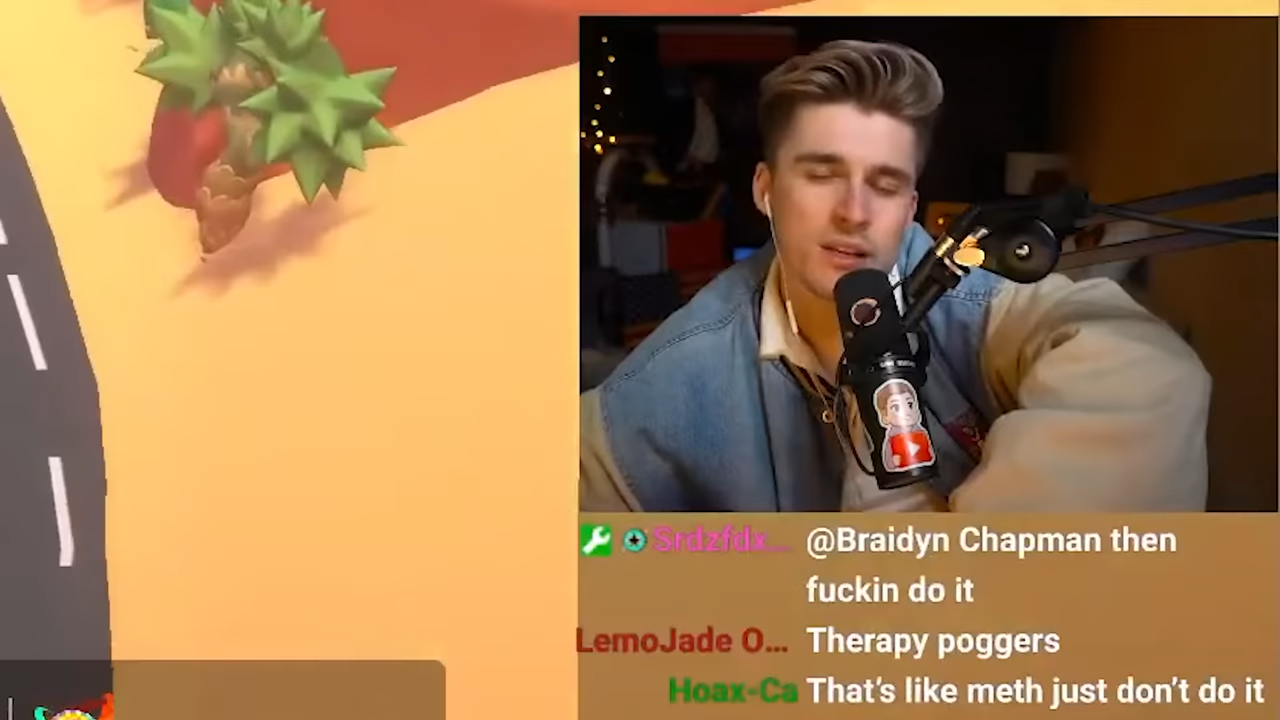 Srdzfdx... @Braidyn Chapman then
fuckin do it
LemoJade O... Therapy poggers
Hoax-Ca That's like meth just don't do it